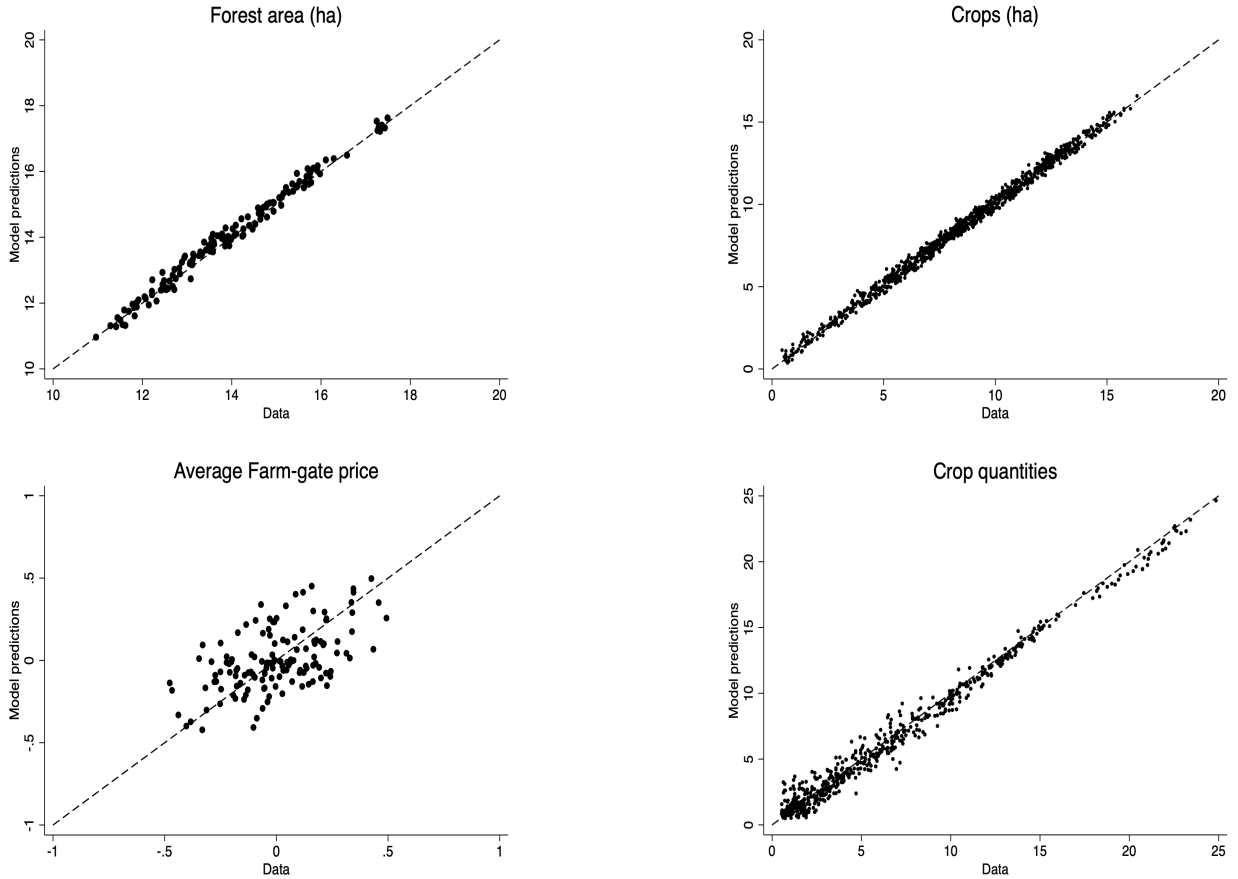 Forest area (ha)
20
18
16
14
12
10
Model predictions
10 12 14 16 18 20
Data
Crops (ha)
20
15
10
5
0
Model predictions
0 5 10 15 20
Data
Average Farm-gate price
1
.5
0
-.5
-1
Model predictions
-1 -.5 0 .5 1
Data
Crop quantities
25
20
15
10
5
0
Model predictions
0 5 10 15 20 25
Data